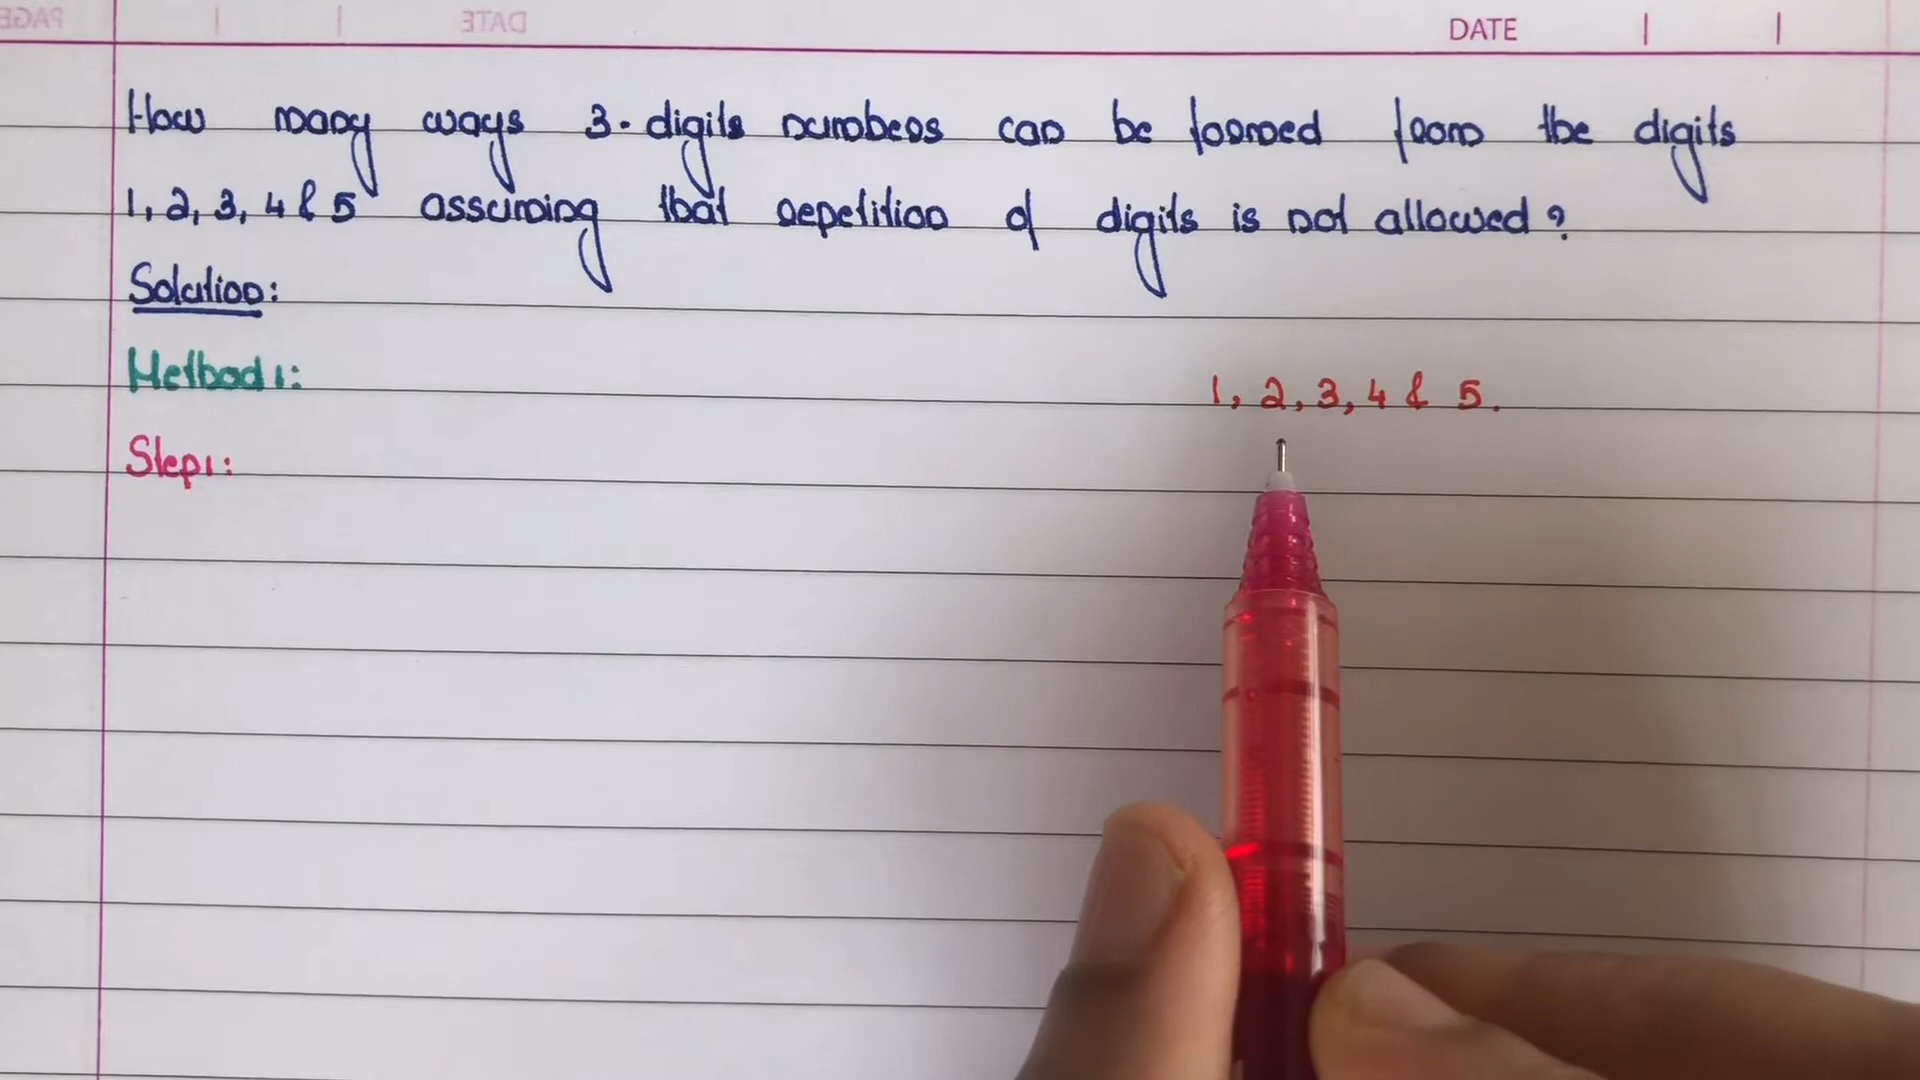 DATE
DATE
How many ways 3-digits numbers can be formed from the digits
1, 2, 3, 4 & 5 assuming that repetition of digits is not allowed?
Solution:
Method 1:
1, 2, 3, 4 & 5.
Step 1: